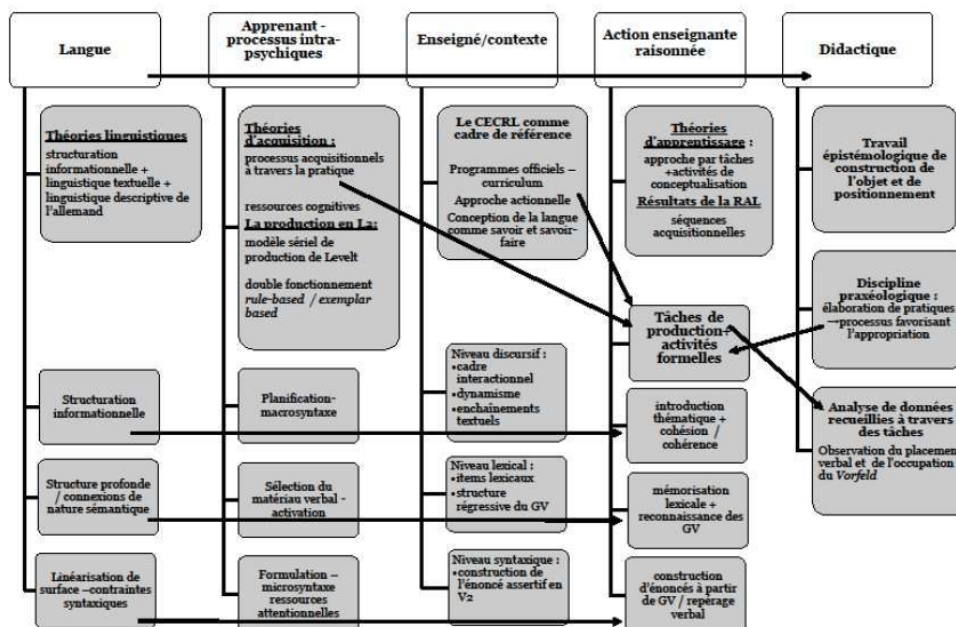 Langue
Apprenant -
processus intra-
psychiques
Enseigné/contexte
Action enseignante
raisonnée
Didactique
Théories linguistiques
structuration
informationnelle +
linguistique textuelle +
linguistique descriptive de
l'allemand
Structuration
informationnelle
Structure profonde
/ connexions de
nature sémantique
Linéarisation de
surface –contraintes
syntaxiques
Théories
d'acquisition :
processus acquisitionnels
à travers la pratique
ressources cognitives
La production en L2:
modèle sériel de
production de Levelt
double fonctionnement
rule-based / exemplar
based
Planification-
macrosyntaxe
Sélection du
matériau verbal -
activation
Formulation –
microsyntaxe
ressources
attentionnelles
Le CECRL comme
cadre de référence
Programmes officiels –
curriculum
Approche actionnelle
Conception de la langue
comme savoir et savoir-
faire
Niveau discursif :
•cadre
interactionnel
•dynamisme
•enchaînements
textuels
Niveau lexical :
•items lexicaux
•structure
régressive du GV
Niveau syntaxique :
•construction de
l'énoncé assertif en
V2
Théories
d'apprentissage :
approche par tâches
+activités de
conceptualisation
Résultats de la RAL
séquences
acquisitionnelles
Tâches de
production+
activités
formelles
introduction
thématique +
cohésion /
cohérence
mémorisation
lexicale +
reconnaissance des
GV
construction
d'énoncés à partir
de GV / repérage
verbal
Travail
épistémologique de
construction de
l'objet et de
positionnement
Discipline
praxéologique :
élaboration de pratiques
→processus favorisant
l'appropriation
Analyse de données
recueillies à travers
des tâches
Observation du placement
verbal et de l'occupation
du Vorfeld